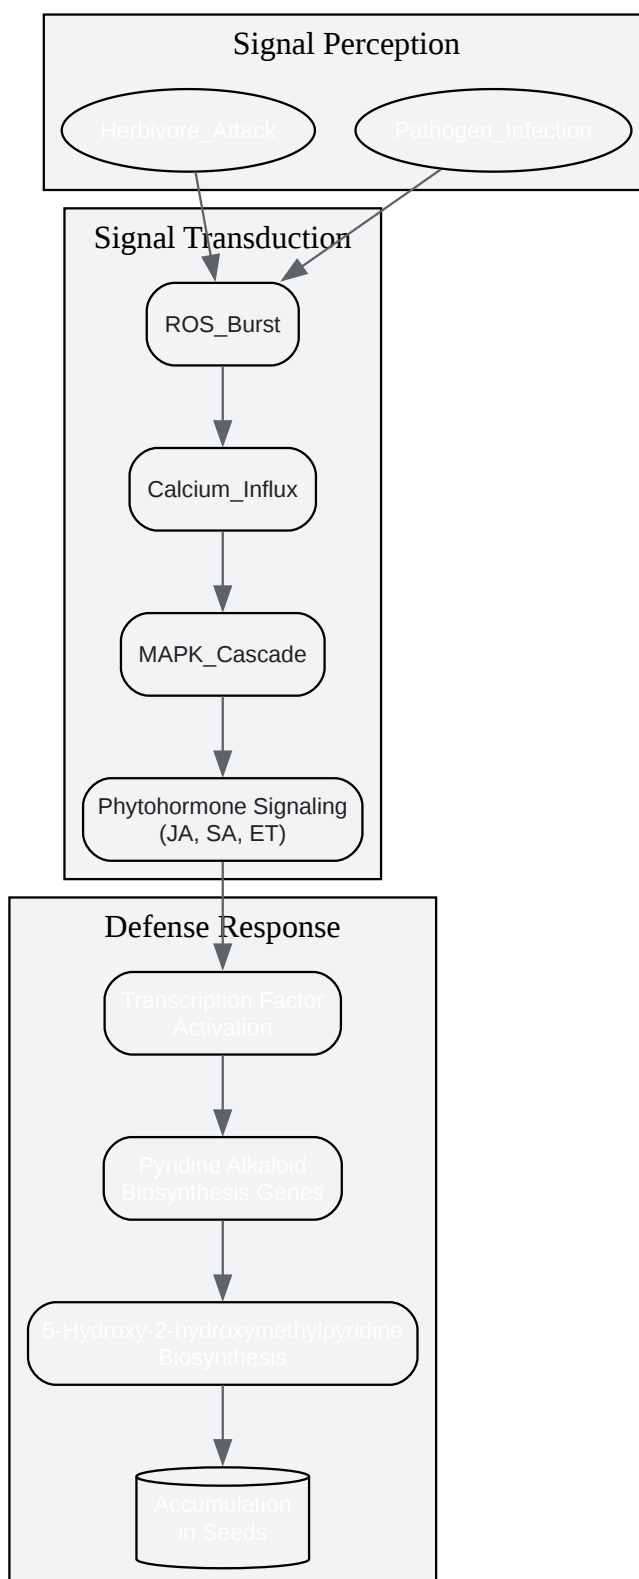 Signal Perception
Herbivore_Attack
Pathogen_Infection
Signal Transduction
ROS_Burst
Calcium_Influx
MAPK_Cascade
Phytohormone Signaling
(JA, SA, ET)
Defense Response
Transcription Factor
Activation
Pyridine Alkaloid
Biosynthesis Genes
5-Hydroxy-2-hydroxymethylpyridine
Biosynthesis
Accumulation
in Seeds